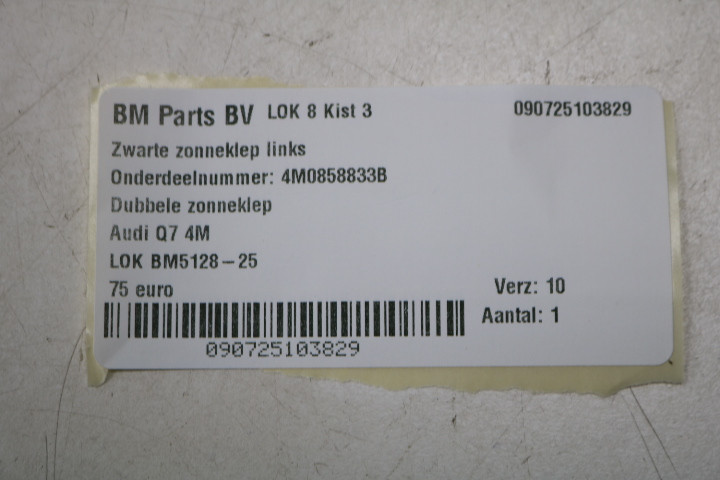 BM Parts BV LOK 8 Kist 3 090725103829
Zwarte zonneklep links
Onderdeelnummer: 4M0858833B
Dubbele zonneklep
Audi Q7 4M
LOK BM5128-25
75 euro Verz: 10
Aantal: 1
090725103829